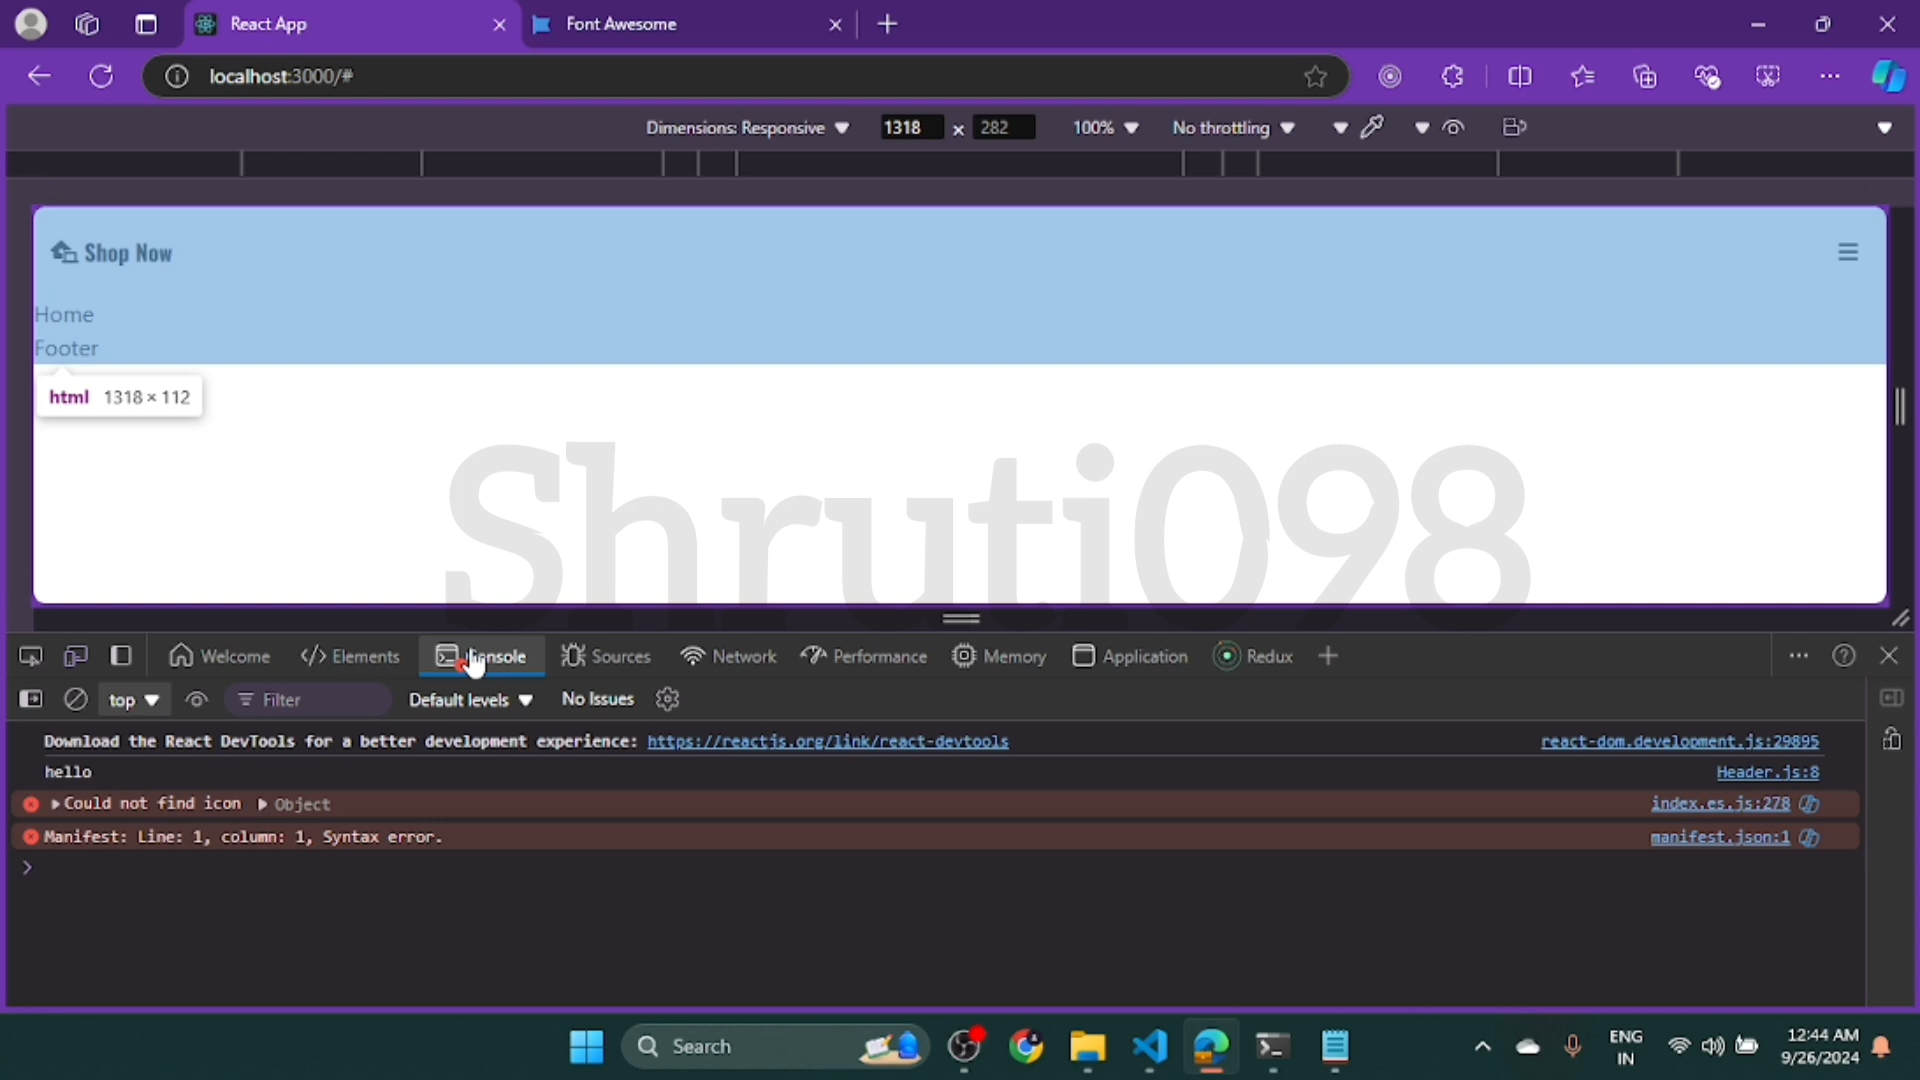 React App
Font Awesome
localhost:3000/#
Dimensions: Responsive
1318 × 282
100%
No throttling
Shop Now
Home
Footer
html 1318 × 112
Shruti098
Welcome
</> Elements
Console
Sources
Network
Performance
Memory
Application
Redux
top
Filter
Default levels
No Issues
Download the React DevTools for a better development experience: https://reactjs.org/link/react-devtools react-dom.development.js:29895
hello Header.js:8
Could not find icon Object index.es.js:278
Manifest: Line: 1, column: 1, Syntax error. manifest.json:1
Search
ENG
IN
12:44 AM
9/26/2024